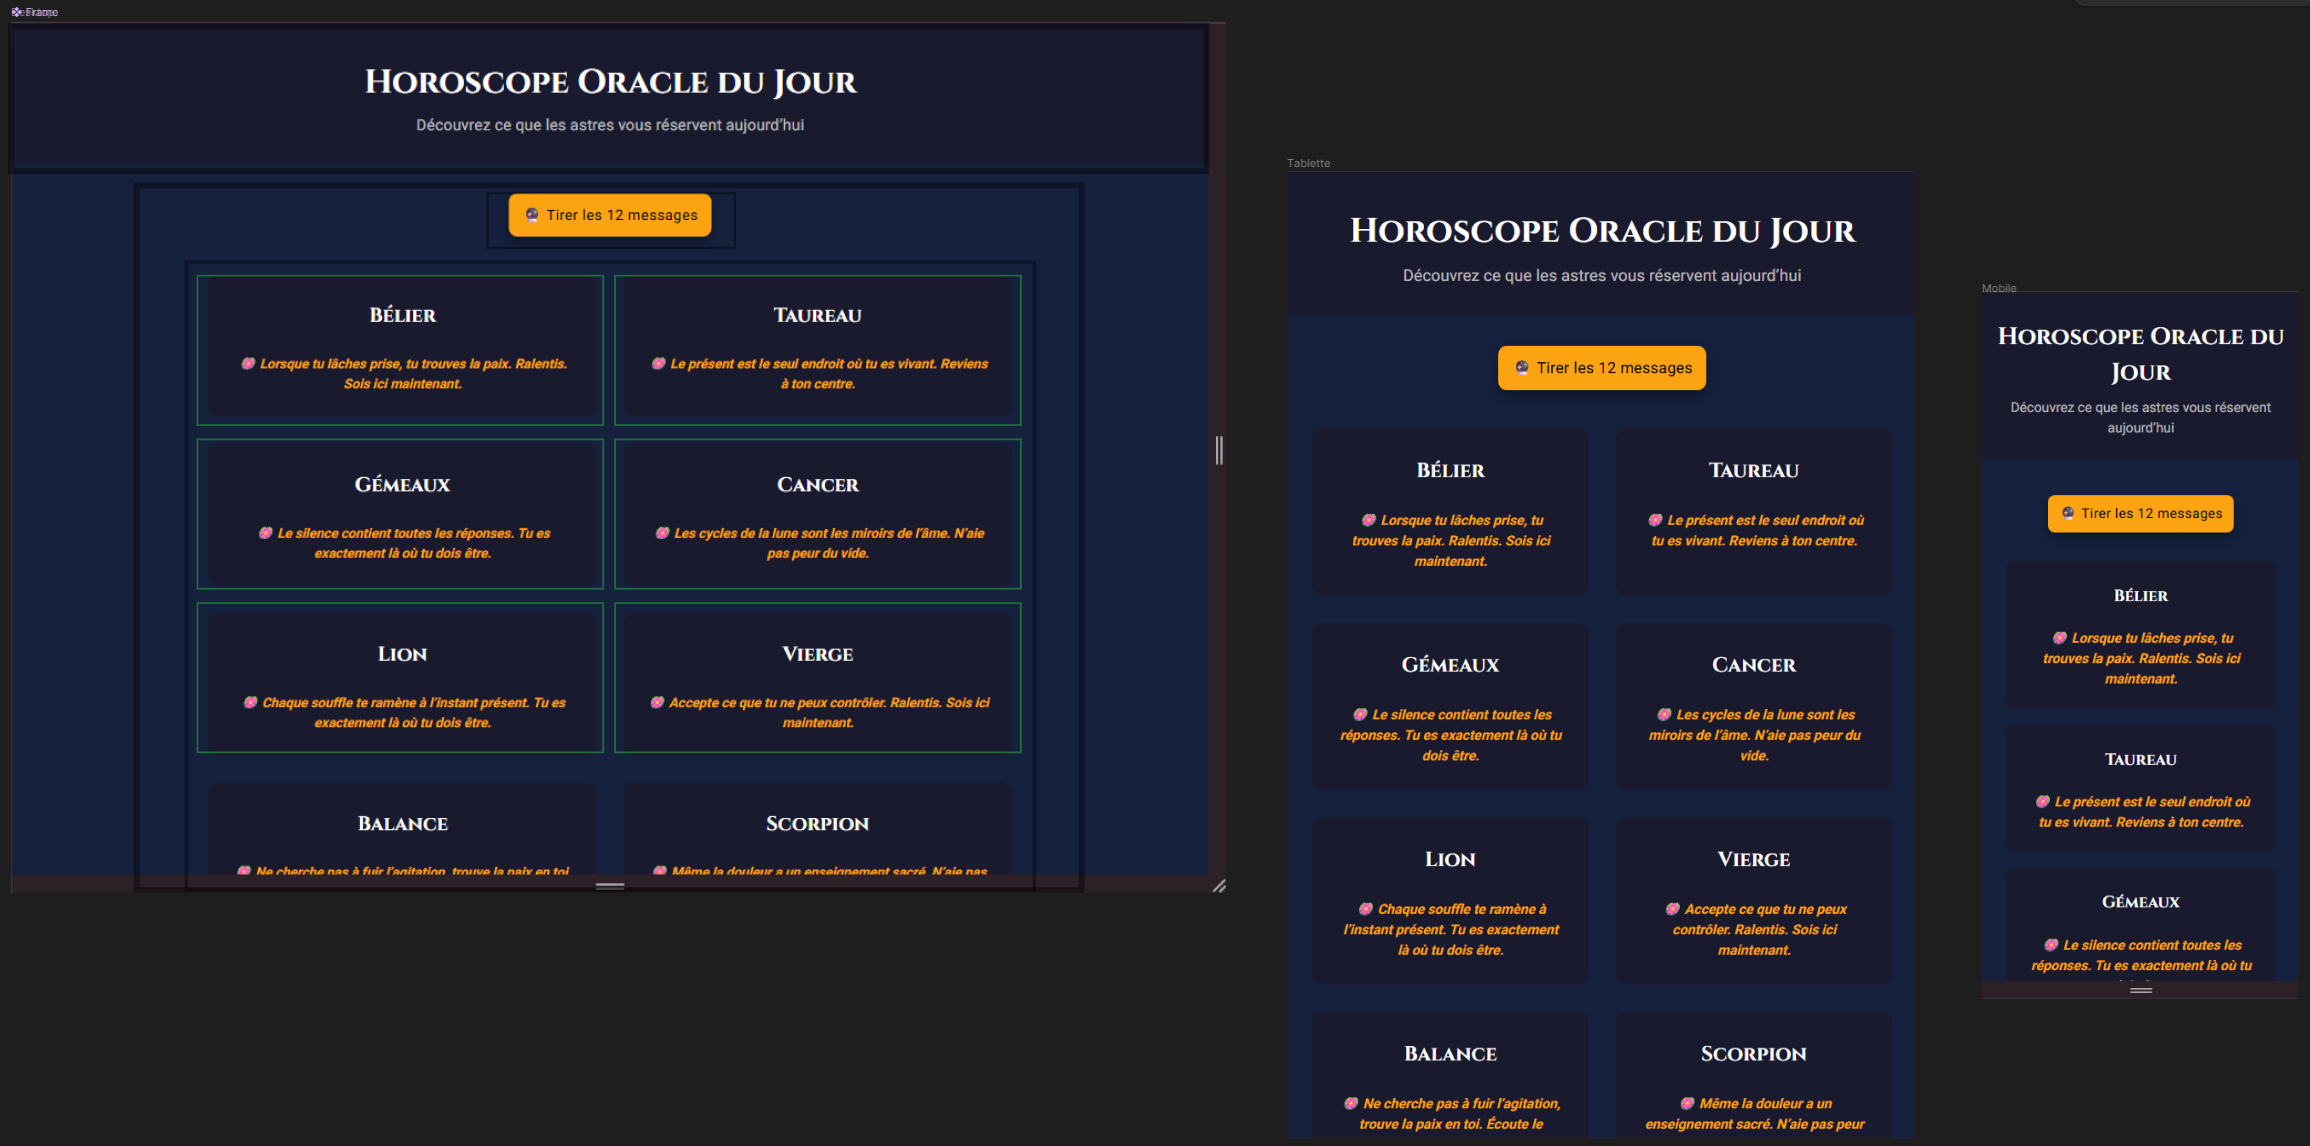 Frame
Horoscope Oracle du Jour
Découvrez ce que les astres vous réservent aujourd’hui
Tirer les 12 messages
Bélier
Lorsque tu lâches prise, tu trouves la paix. Ralentis.
Sois ici maintenant.
Taureau
Le présent est le seul endroit où tu es vivant. Reviens
à ton centre.
Gémeaux
Le silence contient toutes les réponses. Tu es
exactement là où tu dois être.
Cancer
Les cycles de la lune sont les miroirs de l’âme. N’aie
pas peur du vide.
Lion
Chaque souffle te ramène à l’instant présent. Tu es
exactement là où tu dois être.
Vierge
Accepte ce que tu ne peux contrôler. Ralentis. Sois ici
maintenant.
Balance
Ne cherche pas à fuir l’agitation, trouve la paix en toi
Scorpion
Même la douleur a un enseignement sacré. N’aie pas
Tablette
Horoscope Oracle du Jour
Découvrez ce que les astres vous réservent aujourd’hui
Tirer les 12 messages
Bélier
Lorsque tu lâches prise, tu
trouves la paix. Ralentis. Sois ici
maintenant.
Taureau
Le présent est le seul endroit où
tu es vivant. Reviens à ton centre.
Gémeaux
Le silence contient toutes les
réponses. Tu es exactement là où tu
dois être.
Cancer
Les cycles de la lune sont les
miroirs de l’âme. N’aie pas peur du
vide.
Lion
Chaque souffle te ramène à
l’instant présent. Tu es exactement
là où tu dois être.
Vierge
Accepte ce que tu ne peux
contrôler. Ralentis. Sois ici
maintenant.
Balance
Ne cherche pas à fuir l’agitation,
trouve la paix en toi. Écoute le
Scorpion
Même la douleur a un
enseignement sacré. N’aie pas peur
Mobile
Horoscope Oracle du
Jour
Découvrez ce que les astres vous réservent
aujourd’hui
Tirer les 12 messages
Bélier
Lorsque tu lâches prise, tu
trouves la paix. Ralentis. Sois ici
maintenant.
Taureau
Le présent est le seul endroit où
tu es vivant. Reviens à ton centre.
Gémeaux
Le silence contient toutes les
réponses. Tu es exactement là où tu